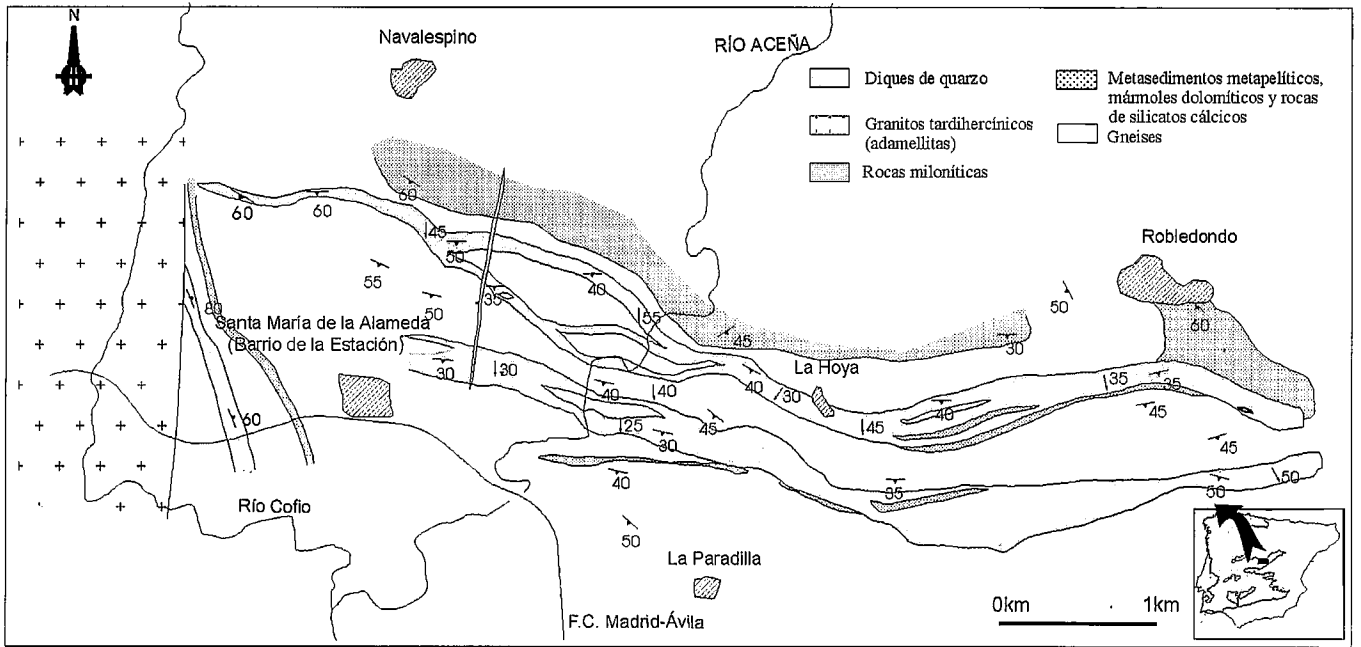 N
Navalespino
RÍO ACEÑA
Diques de quarzo
Granitos tardihercínicos
(adamellitas)
Rocas miloníticas
Metasedimentos metapelíticos,
mármoles dolomíticos y rocas
de silicatos cálcicos
Gneises
Robledondo
60
60
60
45
50
55
50
35
40
55
45
50
30
60
80
Santa María de la Alameda
(Barrio de la Estación)
La Hoya
30
30
40
40
40
30
40
35
35
25
30
45
45
45
45
60
40
35
50
50
50
Río Cofio
La Paradilla
F.C. Madrid-Ávila
0km
1km